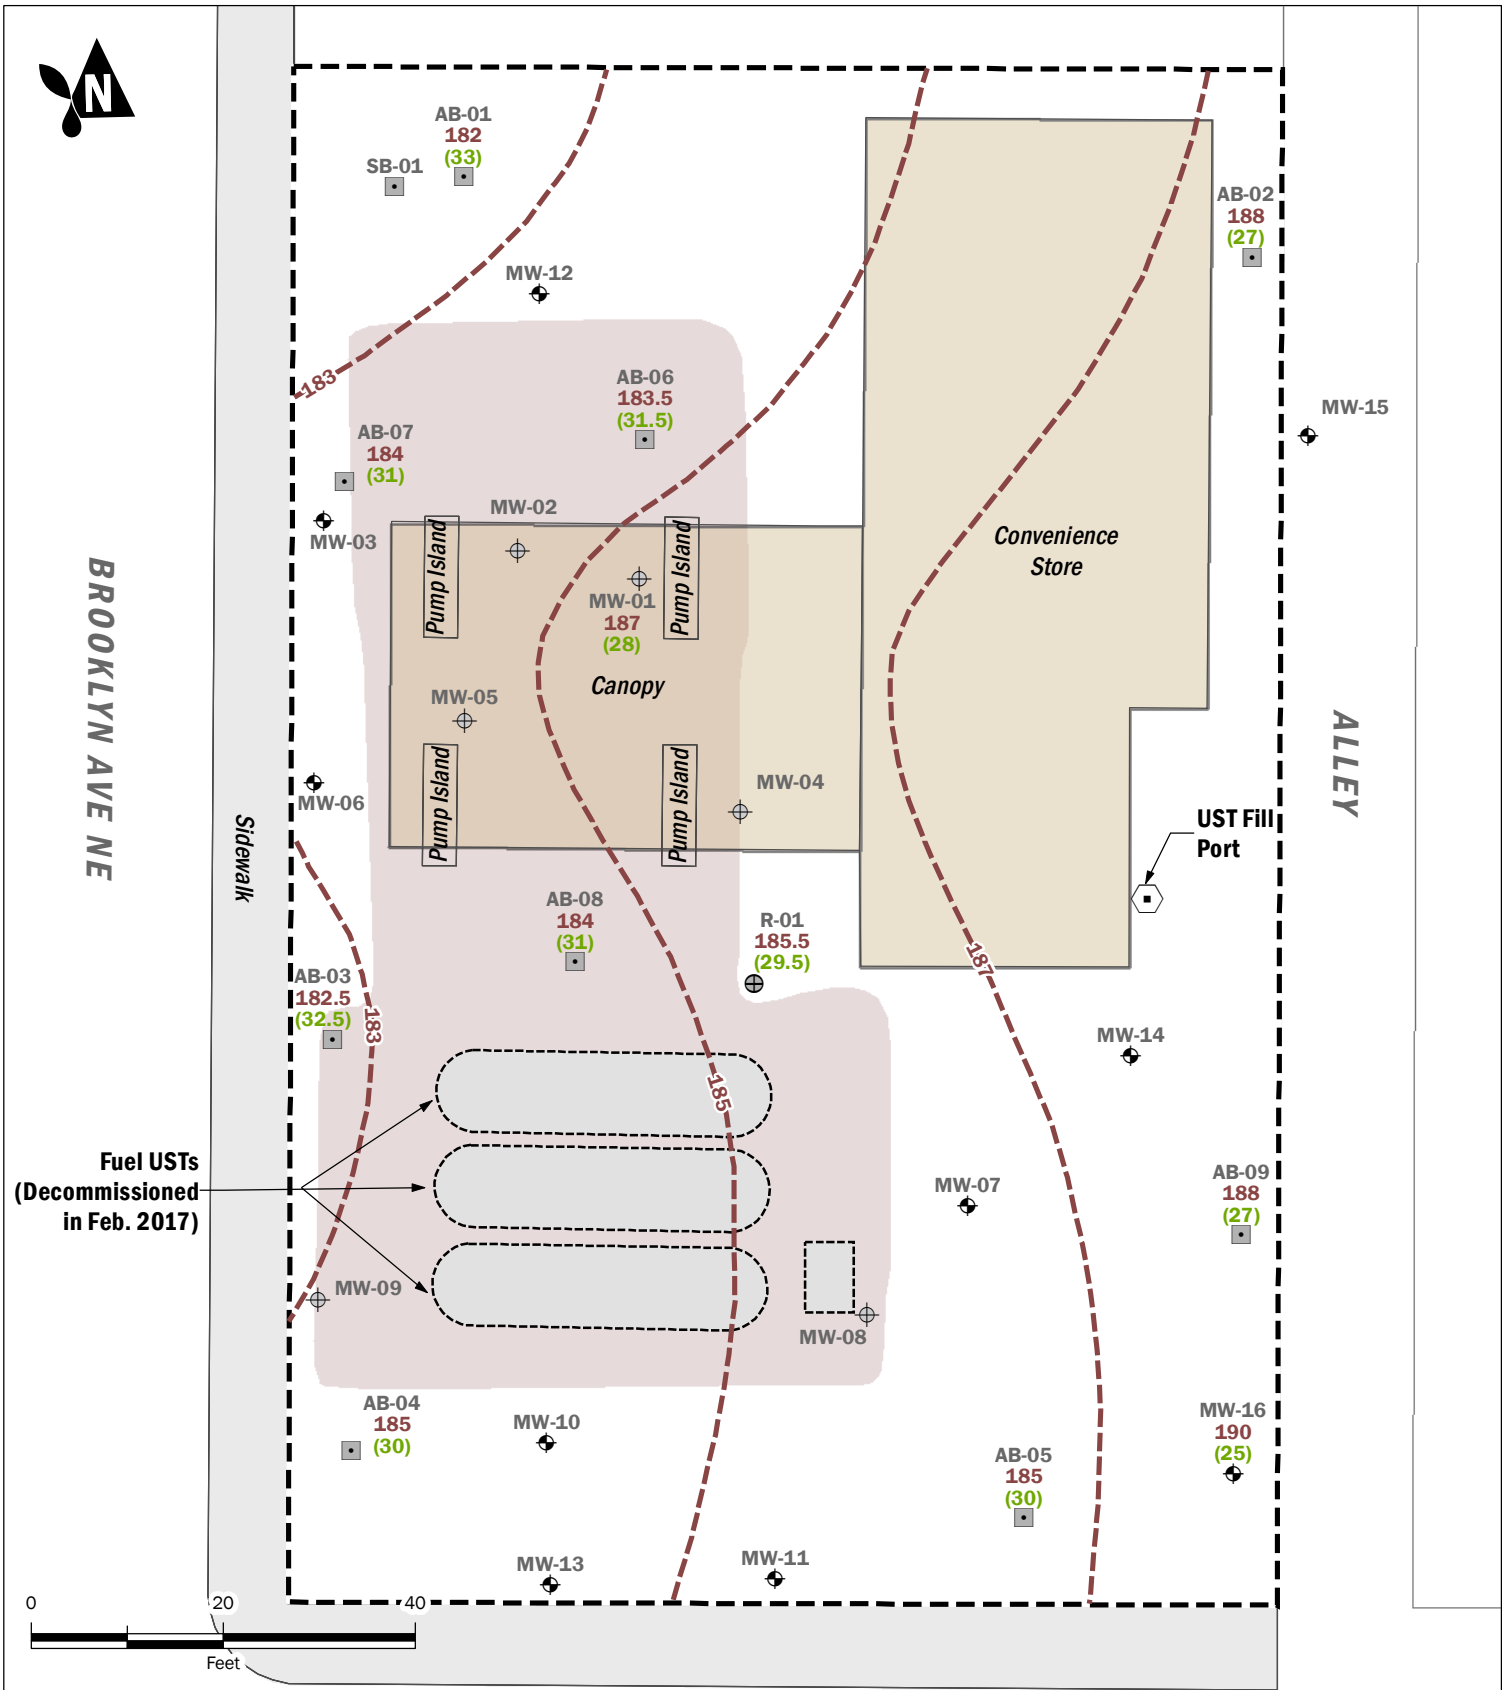 N
AB-01
182
(33)
SB-01
AB-02
188
(27)
MW-12
183
AB-06
183.5
(31.5)
MW-15
AB-07
184
(31)
MW-02
MW-03
Pump Island
Pump Island
Convenience
Store
MW-01
187
(28)
BROOKLYN AVE NE
Canopy
MW-05
ALLEY
MW-04
MW-06
Pump Island
Pump Island
Sidewalk
UST Fill
Port
AB-08
184
(31)
R-01
185.5
(29.5)
187
AB-03
182.5
(32.5)
183
MW-14
185
Fuel USTs
(Decommissioned
in Feb. 2017)
MW-07
AB-09
188
(27)
MW-09
MW-08
AB-04
185
(30)
MW-10
MW-16
190
(25)
AB-05
185
(30)
MW-13
MW-11
0 20 40
Feet